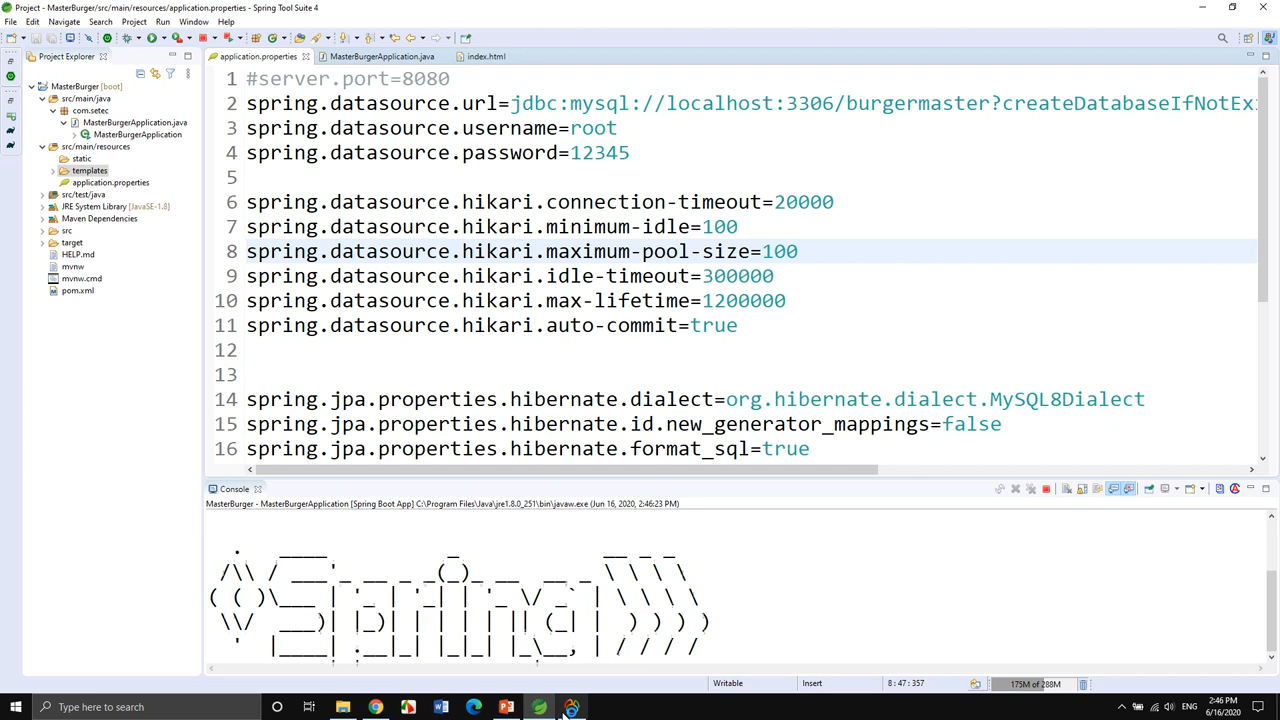 Project - MasterBurger/src/main/resources/application.properties - Spring Tool Suite 4
File Edit Navigate Search Project Run Window Help
Project Explorer
MasterBurger [boot]
src/main/java
com.setec
MasterBurgerApplication.java
MasterBurgerApplication
src/main/resources
static
templates
application.properties
src/test/java
JRE System Library [JavaSE-1.8]
Maven Dependencies
src
target
HELP.md
mvnw
mvnw.cmd
pom.xml
application.properties MasterBurgerApplication.java index.html
1 #server.port=8080
2 spring.datasource.url=jdbc:mysql://localhost:3306/burgermaster?createDatabaseIfNotExi
3 spring.datasource.username=root
4 spring.datasource.password=12345
5
6 spring.datasource.hikari.connection-timeout=20000
7 spring.datasource.hikari.minimum-idle=100
8 spring.datasource.hikari.maximum-pool-size=100
9 spring.datasource.hikari.idle-timeout=300000
10 spring.datasource.hikari.max-lifetime=1200000
11 spring.datasource.hikari.auto-commit=true
12
13
14 spring.jpa.properties.hibernate.dialect=org.hibernate.dialect.MySQL8Dialect
15 spring.jpa.properties.hibernate.id.new_generator_mappings=false
16 spring.jpa.properties.hibernate.format_sql=true
Console
MasterBurger - MasterBurgerApplication [Spring Boot App] C:\Program Files\Java\jre1.8.0_251\bin\javaw.exe (Jun 16, 2020, 2:46:23 PM)
Spring
Writable Insert 8 : 47 : 357 175M of 288M
Type here to search
2:46 PM
6/16/2020